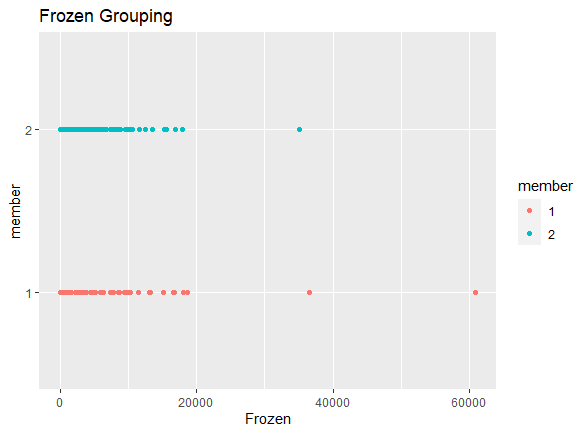 Frozen Grouping
member
2
1
0
20000
40000
60000
Frozen
member
1
2